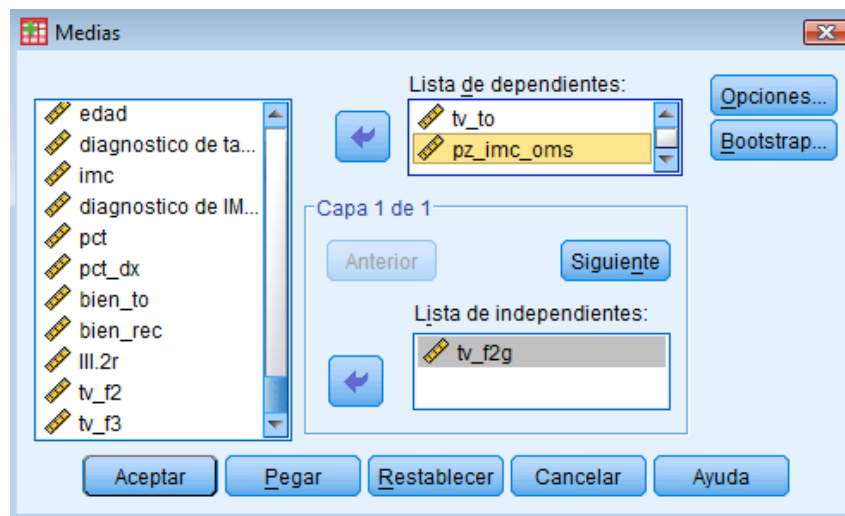 Medias
edad
diagnostico de ta...
imc
diagnostico de IM...
pct
pct_dx
bien_to
bien_rec
III.2r
tv_f2
tv_f3
Lista de dependientes:
tv_to
pz_imc_oms
Opciones...
Bootstrap...
Capa 1 de 1
Anterior
Siguiente
Lista de independientes:
tv_f2g
Aceptar
Pegar
Restablecer
Cancelar
Ayuda